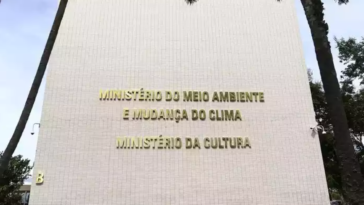 MINISTÉRIO DO MEIO AMBIENTE
E MUDANÇA DO CLIMA
MINISTÉRIO DA CULTURA
B